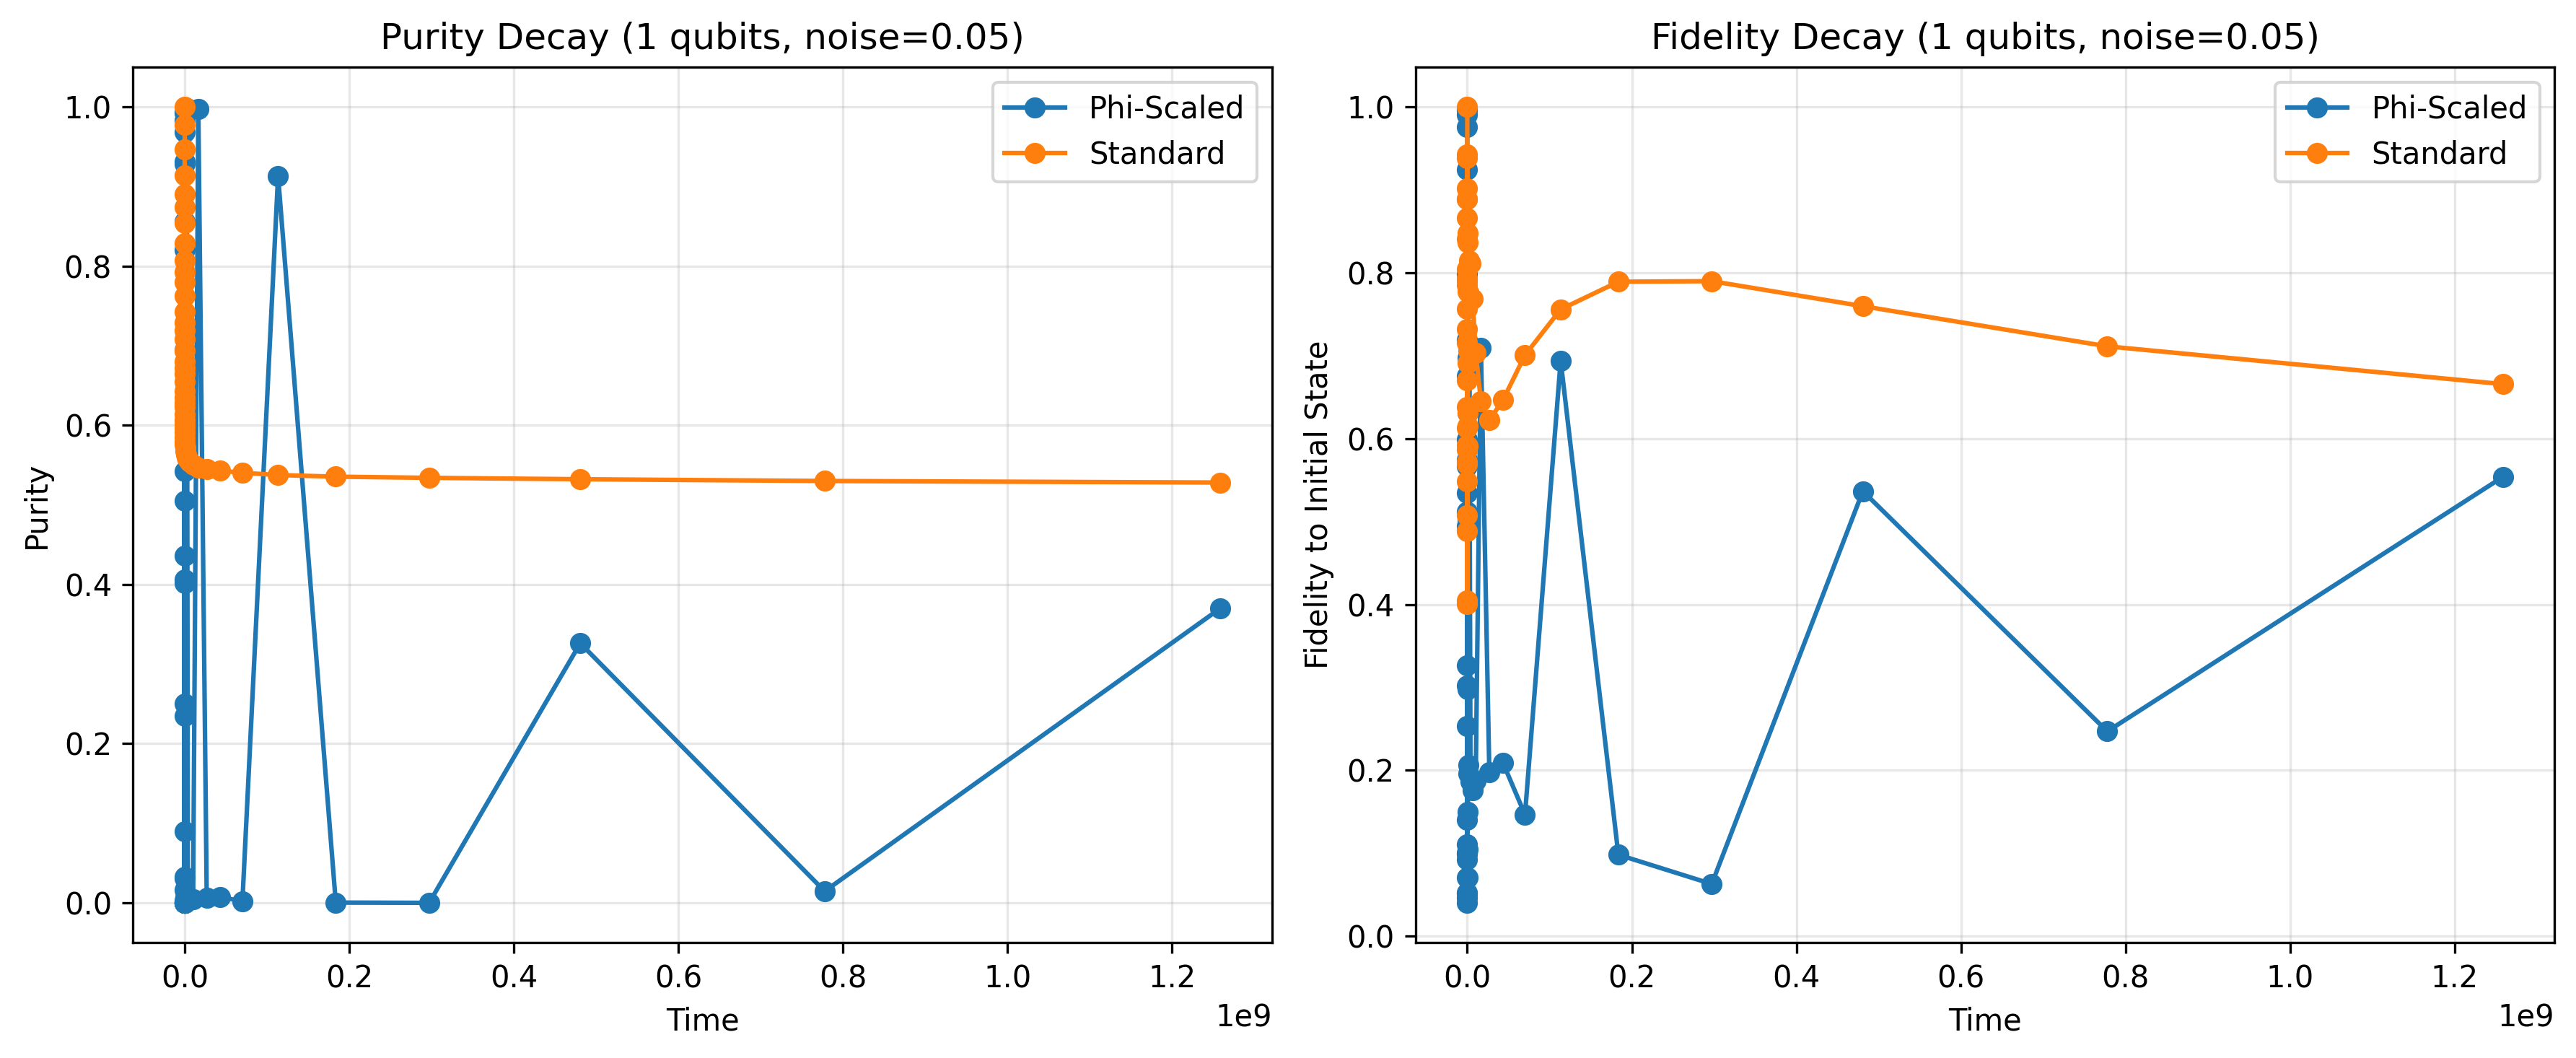 Purity Decay (1 qubits, noise=0.05)
Purity
1.0
0.8
0.6
0.4
0.2
0.0
Phi-Scaled
Standard
0.0 0.2 0.4 0.6 0.8 1.0 1.2
1e9
Time
Fidelity Decay (1 qubits, noise=0.05)
Fidelity to Initial State
1.0
0.8
0.6
0.4
0.2
0.0
Phi-Scaled
Standard
0.0 0.2 0.4 0.6 0.8 1.0 1.2
1e9
Time